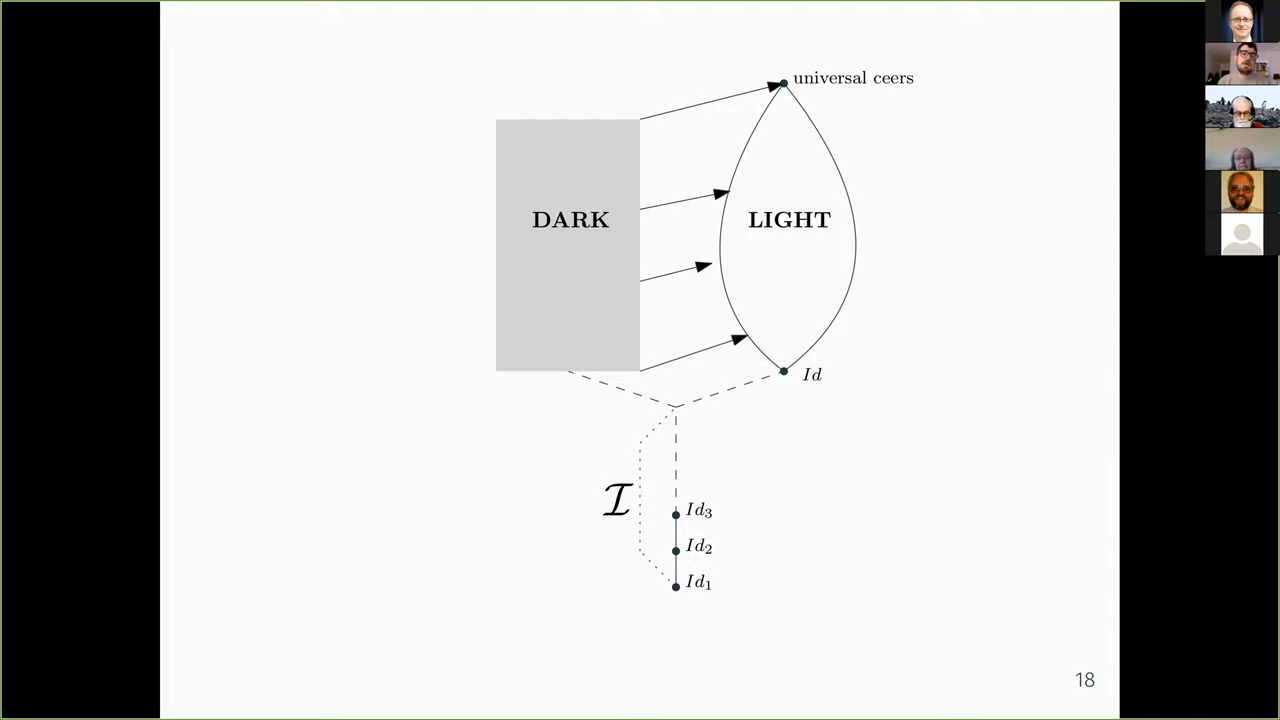 universal ceers
DARK
LIGHT
Id
ℐ
Id₃
Id₂
Id₁
18